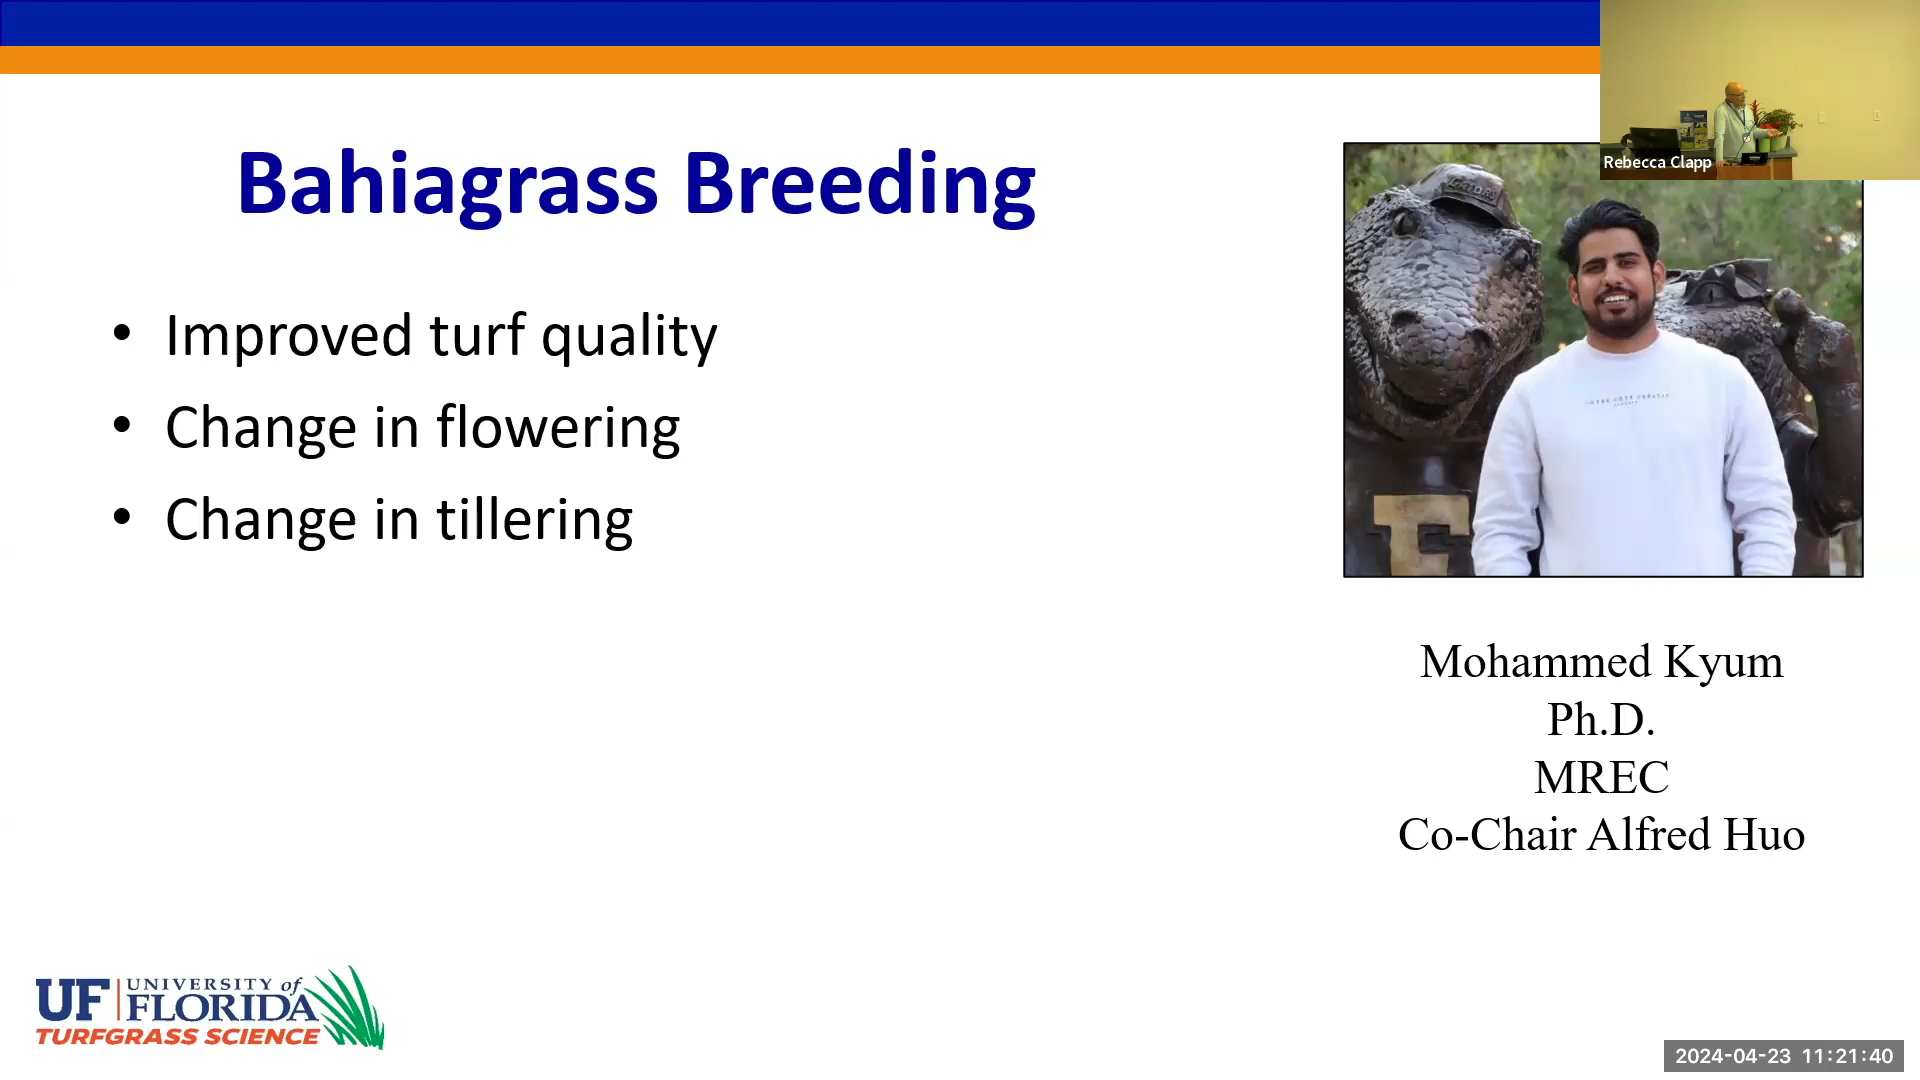 Bahiagrass Breeding
• Improved turf quality
• Change in flowering
• Change in tillering
Rebecca Clapp
GATORS
F
Mohammed Kyum
Ph.D.
MREC
Co-Chair Alfred Huo
UF UNIVERSITY of
FLORIDA
TURFGRASS SCIENCE
2024-04-23 11:21:40